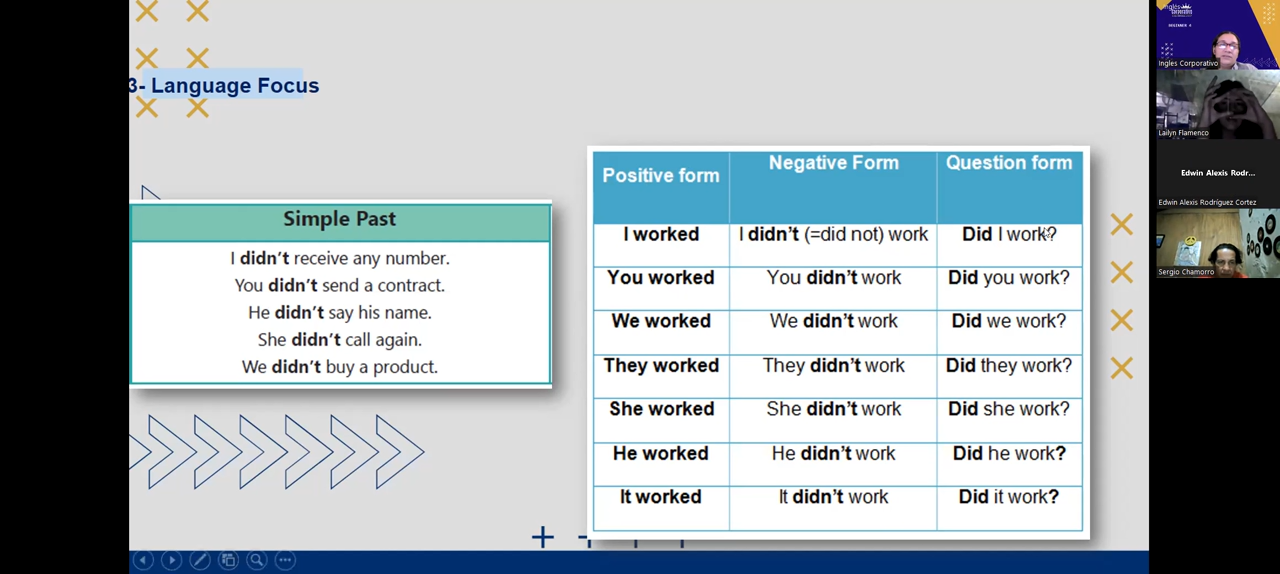 3- Language Focus
Simple Past
I didn't receive any number.
You didn't send a contract.
He didn't say his name.
She didn't call again.
We didn't buy a product.
Positive form Negative Form Question form
I worked I didn't (=did not) work Did I work?
You worked You didn't work Did you work?
We worked We didn't work Did we work?
They worked They didn't work Did they work?
She worked She didn't work Did she work?
He worked He didn't work Did he work?
It worked It didn't work Did it work?
Ingles Corporativo
Lailyn Flamenco
Edwin Alexis Rodr...
Edwin Alexis Rodríguez Cortez
Sergio Chamorro